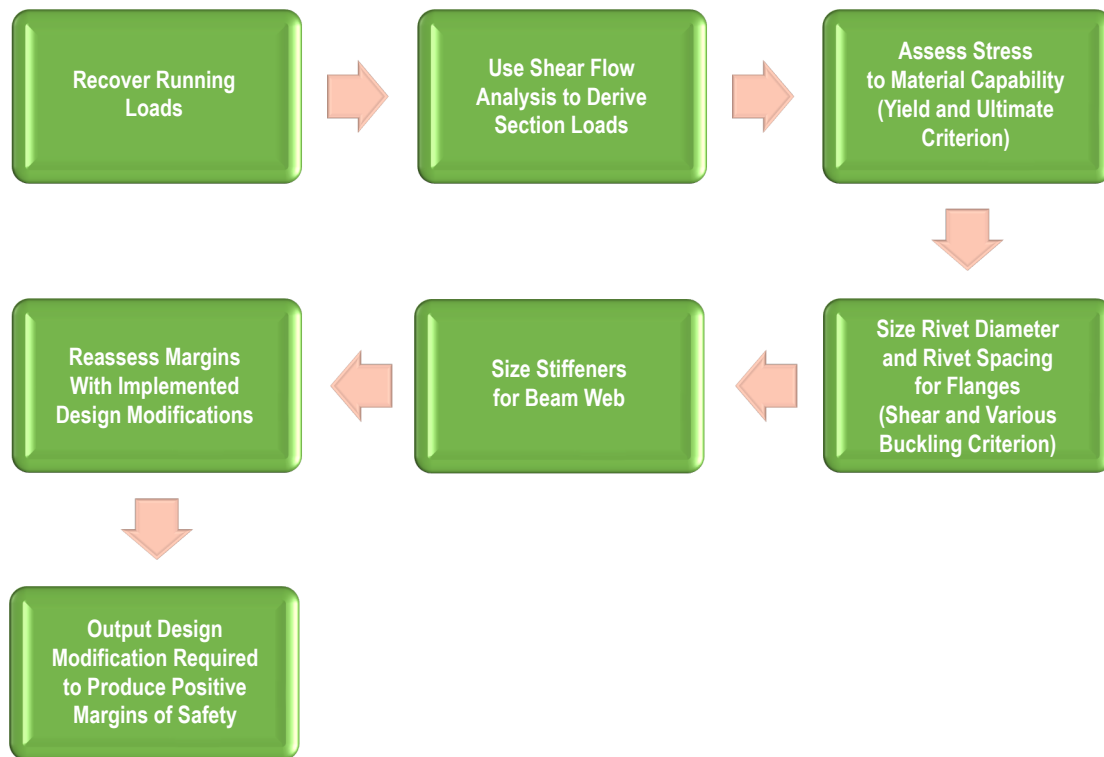 Recover Running
Loads
Use Shear Flow
Analysis to Derive
Section Loads
Assess Stress
to Material Capability
(Yield and Ultimate
Criterion)
Size Rivet Diameter
and Rivet Spacing
for Flanges
(Shear and Various
Buckling Criterion)
Size Stiffeners
for Beam Web
Reassess Margins
With Implemented
Design Modifications
Output Design
Modification Required
to Produce Positive
Margins of Safety